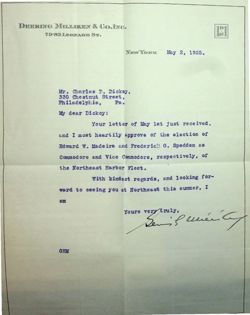 DEERING MILLIKEN & CO. INC.
79-83 LEONARD ST.
NEW YORK May 2, 1925.
Mr. Charles T. Dickey,
330 Chestnut Street,
Philadelphia, Pa.
My dear Dickey:
Your letter of May 1st just received,
and I most heartily approve of the election of
Edward W. Madeira and Frederick O. Spedden as
Commodore and Vice Commodore, respectively, of
the Northeast Harbor Fleet.
With kindest regards, and looking for-
ward to seeing you at Northeast this summer, I
am
Yours very truly,
GHM